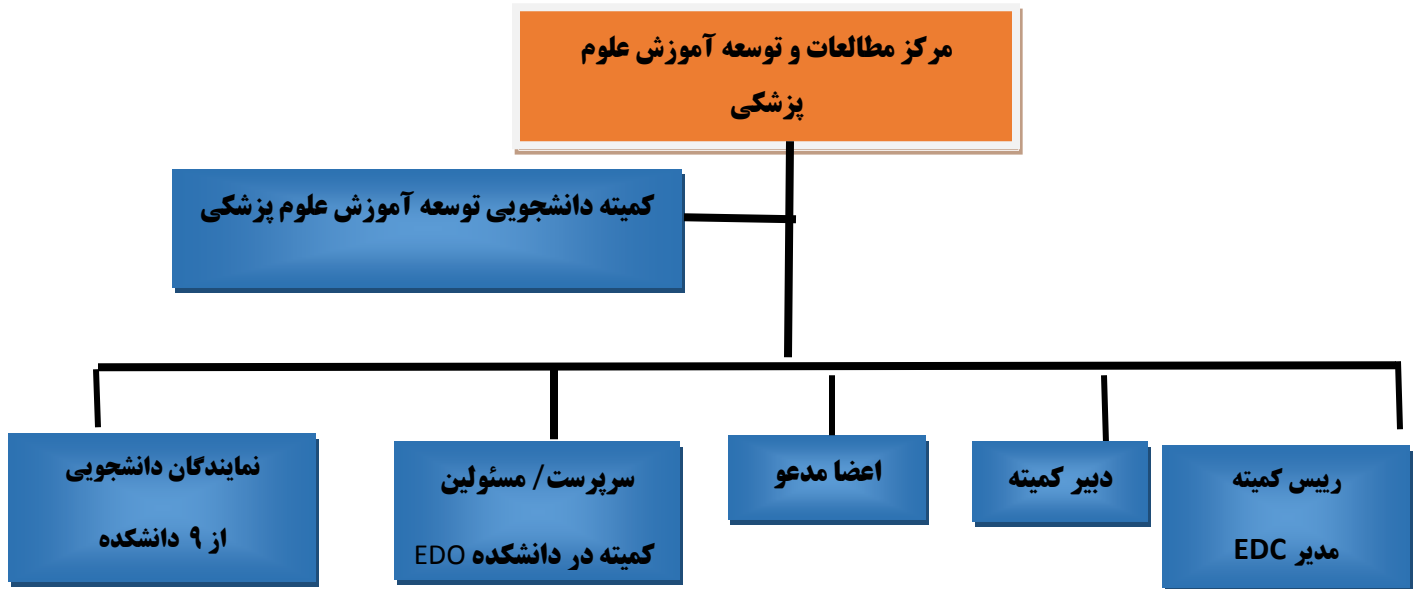 مرکز مطالعات و توسعه آموزش علوم
پزشکی
کمیته دانشجویی توسعه آموزش علوم پزشکی
رییس کمیته
مدیر EDC
دبیر کمیته
اعضا مدعو
سرپرست/ مسئولین
کمیته در دانشکده EDO
نمایندگان دانشجویی
از ۹ دانشکده